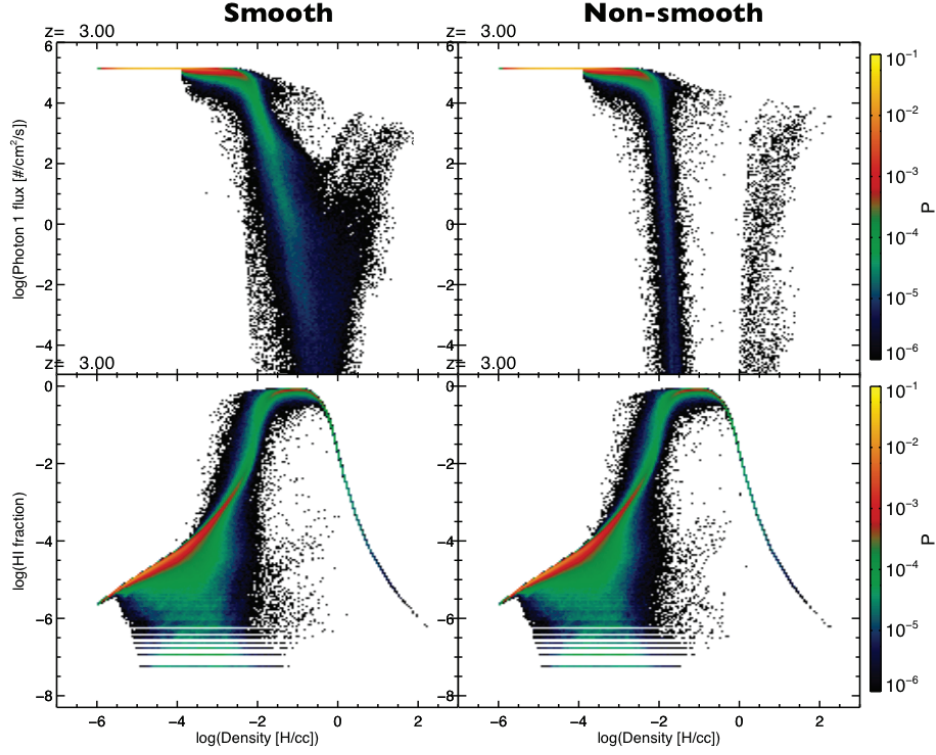 Smooth
Non-smooth
z= 3.00
z= 3.00
6
4
2
0
−2
−4
log(Photon 1 flux [#/cm²/s])
6
4
2
0
−2
−4
10⁻¹
10⁻²
10⁻³
10⁻⁴
10⁻⁵
10⁻⁶
P
z= 3.00
z= 3.00
0
−2
−4
−6
−8
log(HI fraction)
0
−2
−4
−6
−8
10⁻¹
10⁻²
10⁻³
10⁻⁴
10⁻⁵
10⁻⁶
P
−6 −4 −2 0 2
−6 −4 −2 0 2
log(Density [H/cc])
log(Density [H/cc])